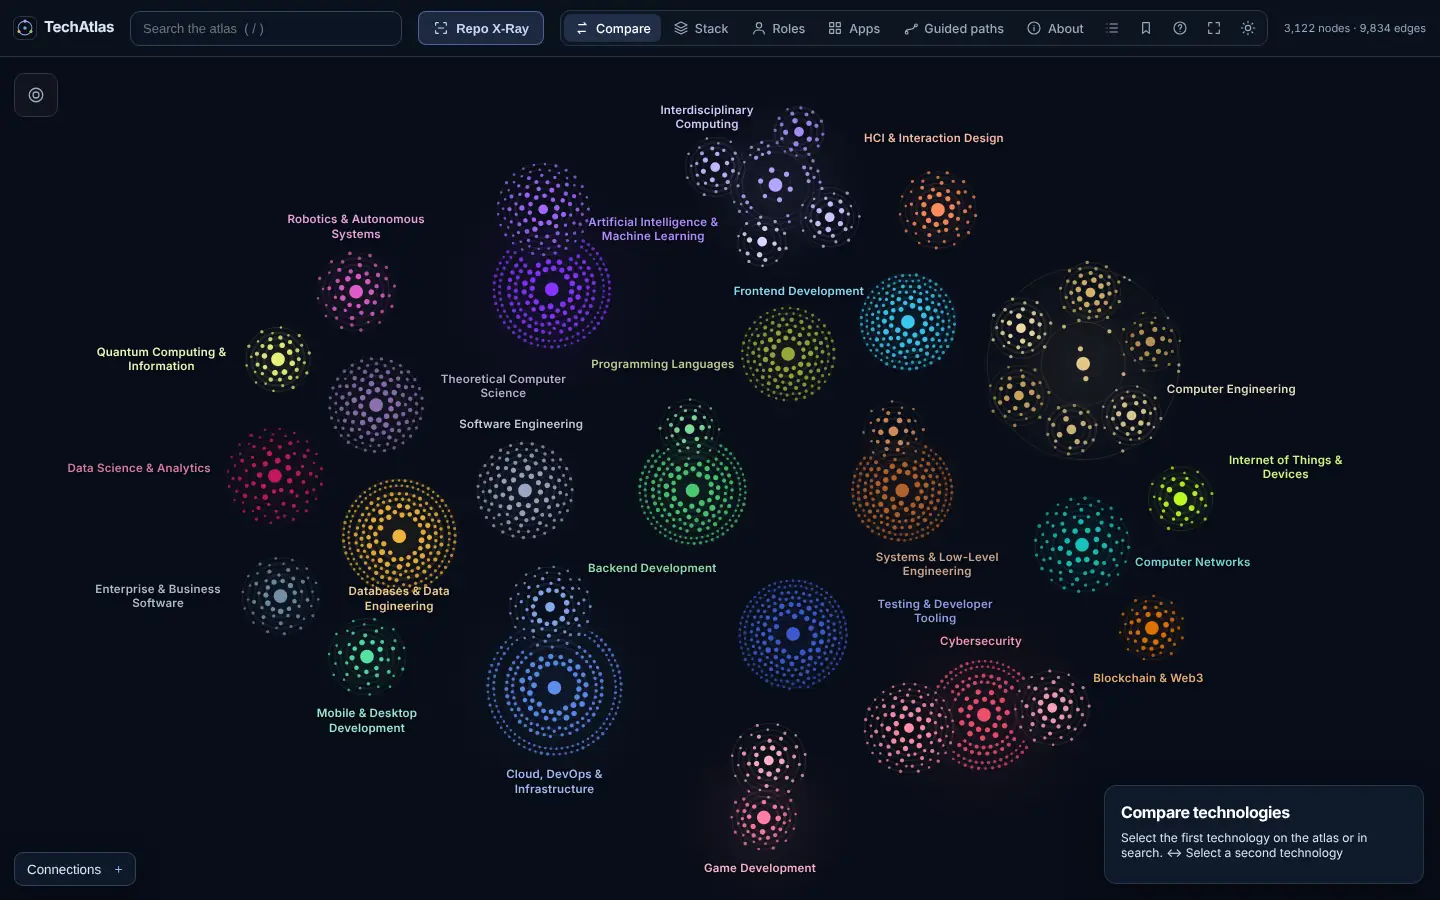 TechAtlas
Search the atlas ( / )
Repo X-Ray
Compare
Stack
Roles
Apps
Guided paths
About
3,122 nodes · 9,834 edges
Interdisciplinary
Computing
HCI & Interaction Design
Robotics & Autonomous
Systems
Artificial Intelligence &
Machine Learning
Frontend Development
Quantum Computing &
Information
Programming Languages
Theoretical Computer
Science
Computer Engineering
Software Engineering
Data Science & Analytics
Internet of Things &
Devices
Systems & Low-Level
Engineering
Computer Networks
Backend Development
Enterprise & Business
Software
Databases & Data
Engineering
Testing & Developer
Tooling
Cybersecurity
Blockchain & Web3
Mobile & Desktop
Development
Cloud, DevOps &
Infrastructure
Game Development
Compare technologies
Select the first technology on the atlas or in
search. ↔ Select a second technology
Connections +